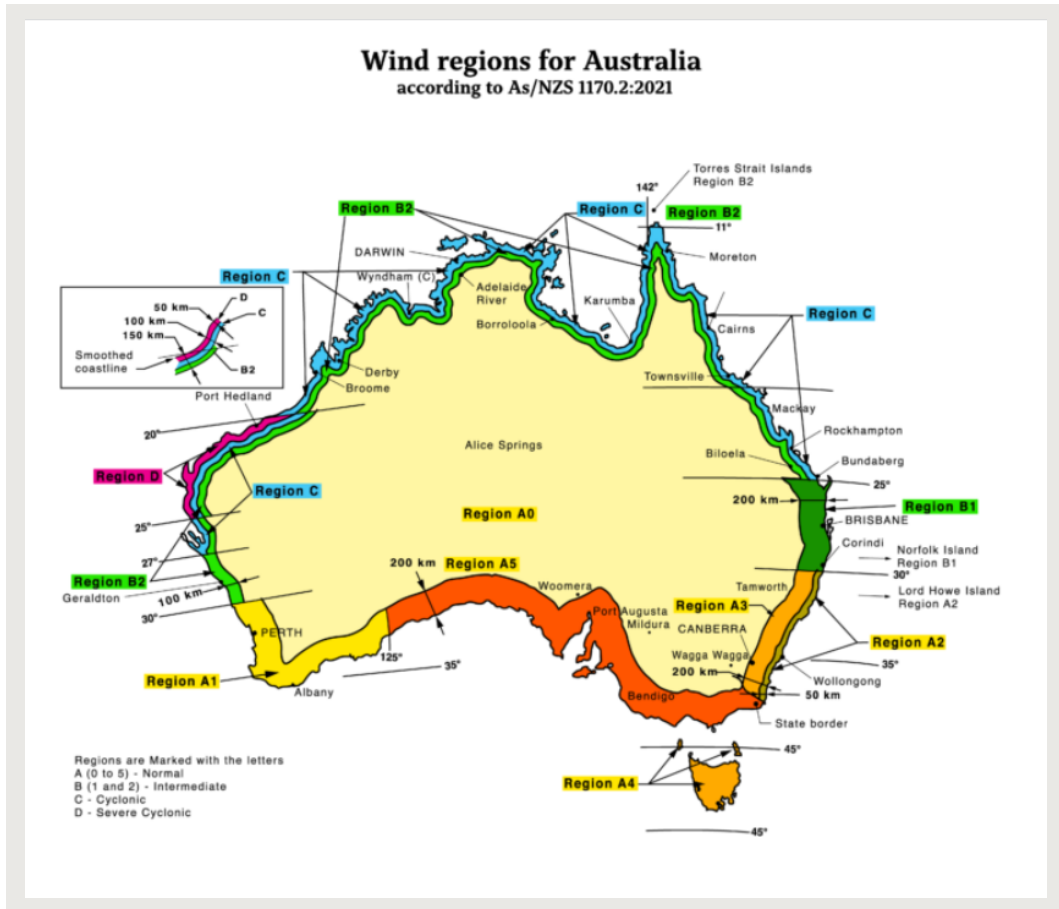 Wind regions for Australia
according to As/NZS 1170.2:2021
Torres Strait Islands
Region B2
142°
Region B2
Region C
Region B2
11°
DARWIN
Moreton
Wyndham (C)
Region C
Adelaide
River
Karumba
50 km
D
C
100 km
150 km
Smoothed
coastline
B2
Borroloola
Cairns
Region C
Derby
Broome
Townsville
Port Hedland
Mackay
20°
Rockhampton
Alice Springs
Biloela
Bundaberg
Region D
Region C
25°
200 km
Region B1
Region A0
BRISBANE
25°
Corindi
Norfolk Island
Region B1
27°
200 km
Region A5
30°
Region B2
Geraldton
100 km
Woomera
Tamworth
Lord Howe Island
Region A2
30°
Port Augusta
Region A3
Mildura
PERTH
CANBERRA
Region A2
125°
35°
Wagga Wagga
35°
200 km
Region A1
Wollongong
Albany
Bendigo
50 km
State border
45°
Regions are Marked with the letters
A (0 to 5) - Normal
B (1 and 2) - Intermediate
C - Cyclonic
D - Severe Cyclonic
Region A4
45°